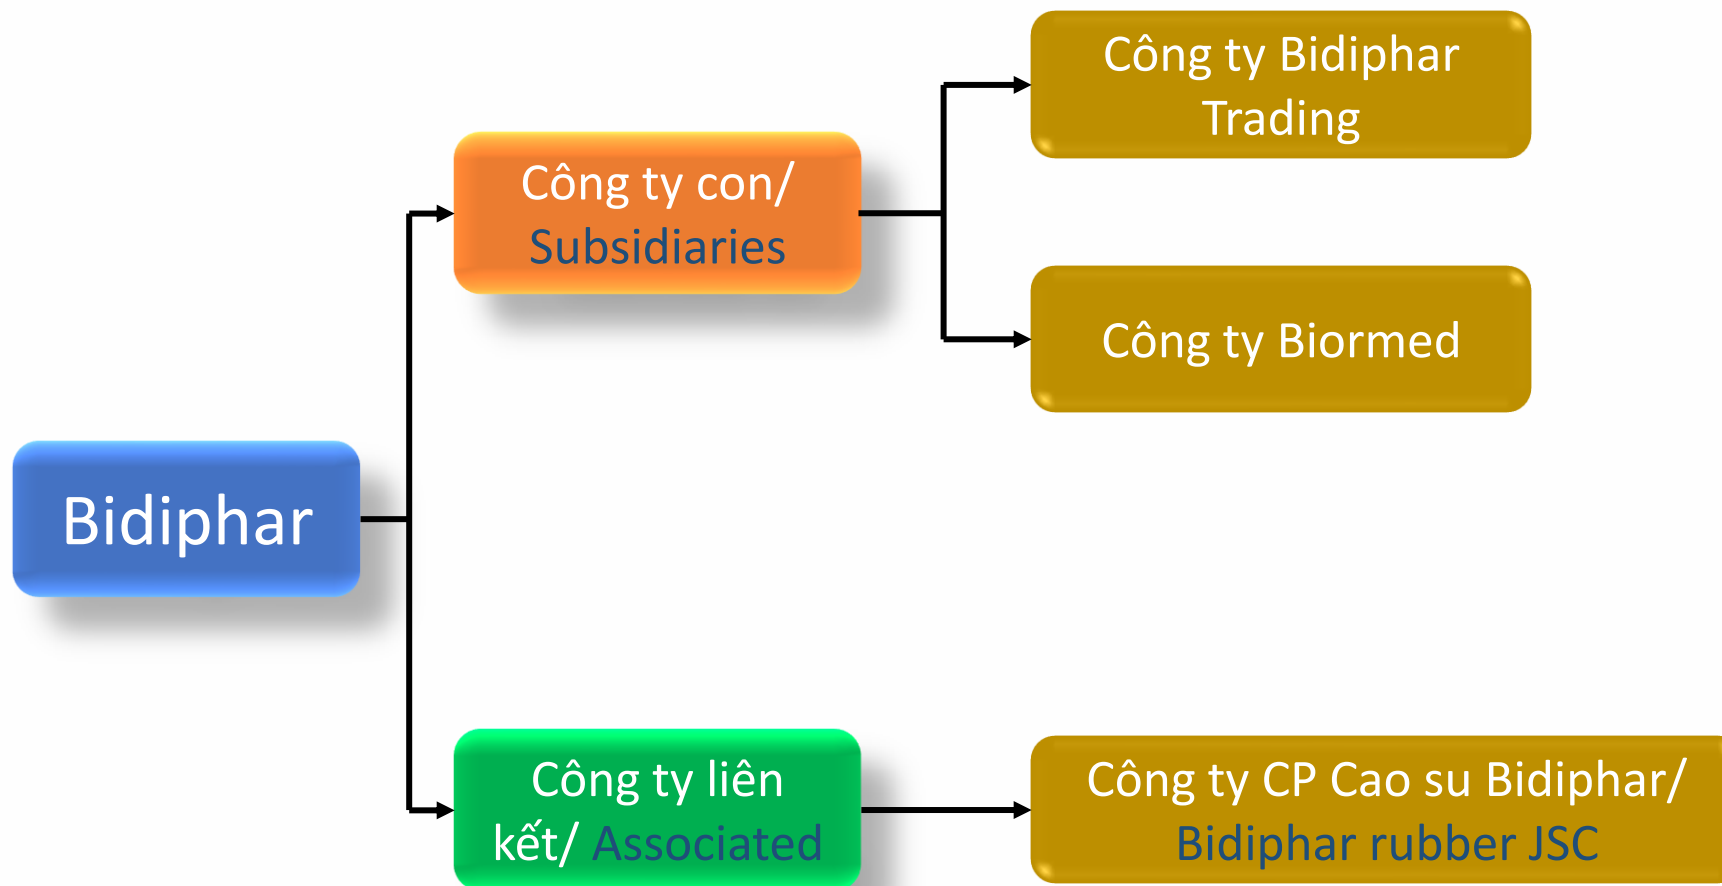 Công ty Bidiphar
Trading
Công ty con/
Subsidiaries
Công ty Biormed
Bidiphar
Công ty liên
kết/ Associated
Công ty CP Cao su Bidiphar/
Bidiphar rubber JSC